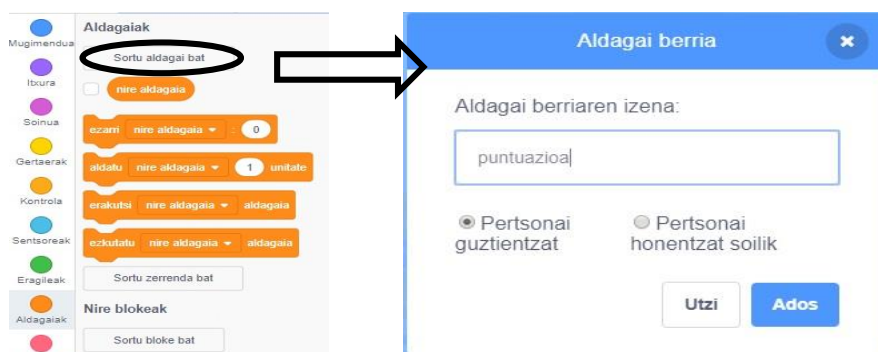 Mugimendua
Itxura
Soinua
Gertaerak
Kontrola
Sentsoreak
Eragileak
Aldagaiak
Aldagaiak
Sortu aldagai bat
nire aldagaia
ezarri nire aldagaia : 0
aldatu nire aldagaia 1 unitate
erakutsi nire aldagaia aldagaia
ezkutatu nire aldagaia aldagaia
Sortu zerrenda bat
Nire blokeak
Sortu bloke bat
Aldagai berria
Aldagai berriaren izena:
puntuazioa
Pertsonai guztientzat
Pertsonai honentzat soilik
Utzi
Ados